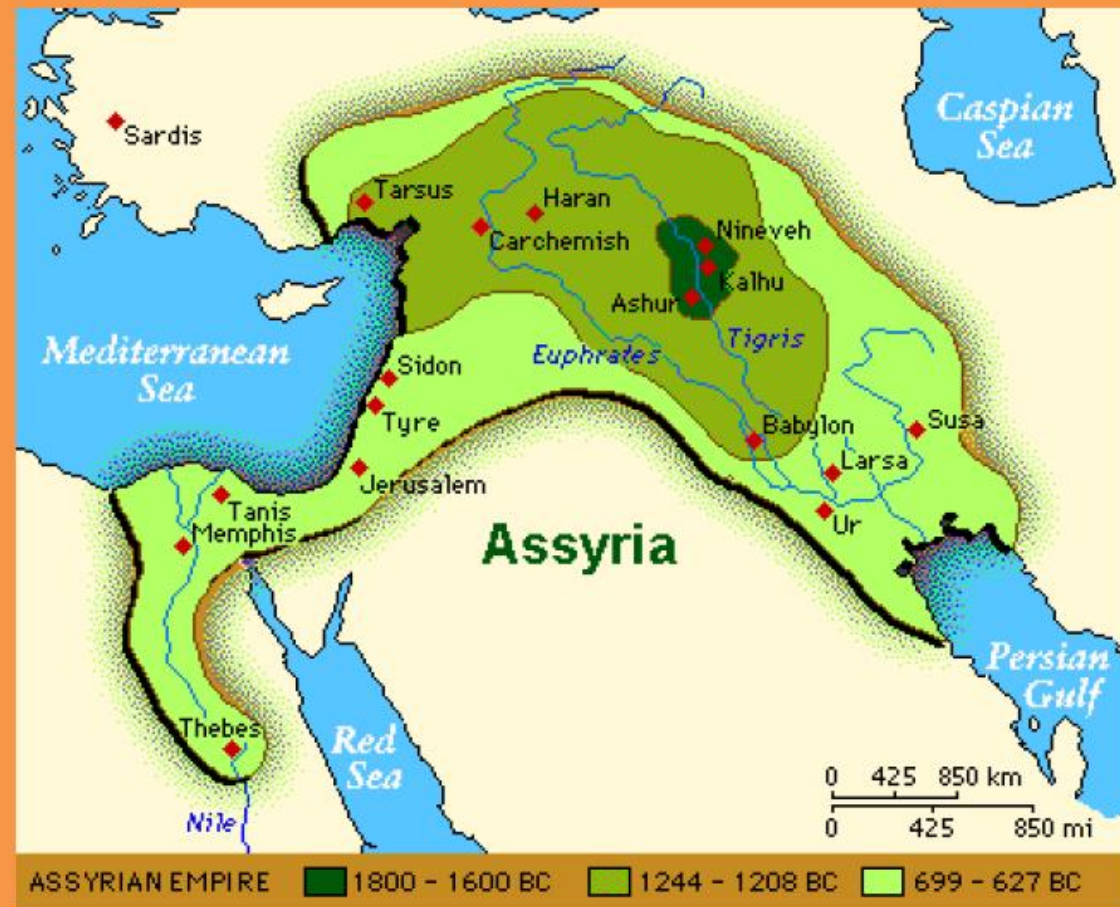 Caspian
Sea
Sardis
Tarsus
Haran
Carchemish
Nineveh
Kalhu
Ashur
Tigris
Euphrates
Mediterranean
Sea
Sidon
Tyre
Babylon
Susa
Larsa
Jerusalem
Tanis
Memphis
Ur
Assyria
Persian
Gulf
Thebes
Red
Sea
Nile
0 425 850 km
0 425 850 mi
ASSYRIAN EMPIRE 1800 - 1600 BC 1244 - 1208 BC 699 - 627 BC